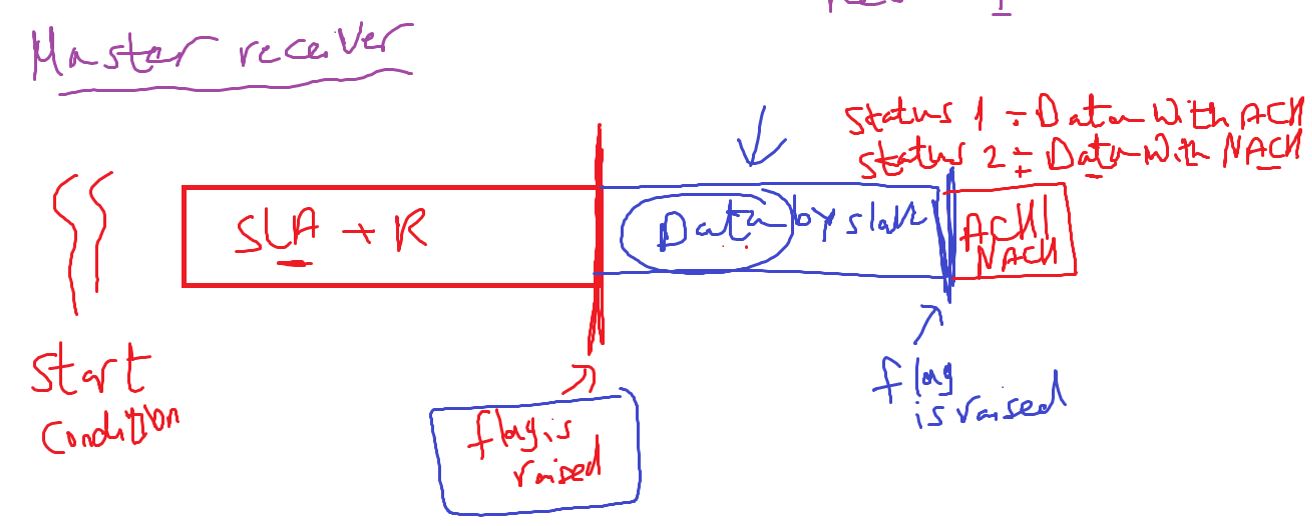 Master receiver
status 1 : Data with ACK
status 2 : Data with NACK
SLA + R
Data by slave
ACK/
NACK
Start
Condition
flag is
raised
flag
is raised